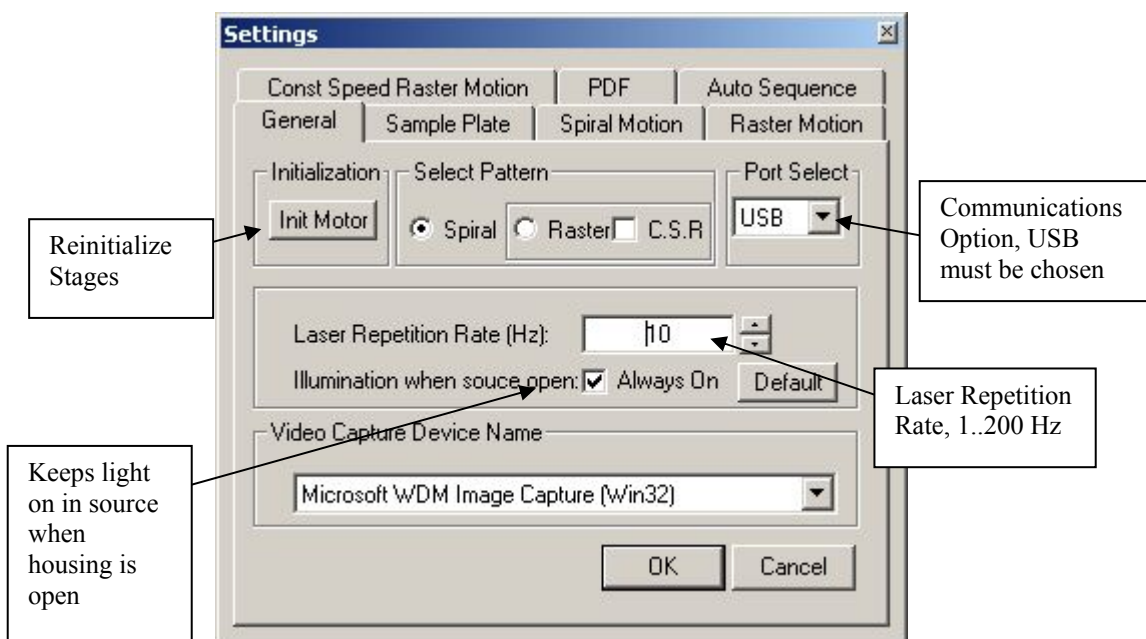 Settings
Const Speed Raster Motion PDF Auto Sequence
General Sample Plate Spiral Motion Raster Motion
Initialization Select Pattern Port Select
Init Motor Spiral Raster C.S.R USB
Laser Repetition Rate (Hz): 10
Illumination when souce open: Always On Default
Video Capture Device Name
Microsoft WDM Image Capture (Win32)
OK Cancel
Reinitialize
Stages
Keeps light
on in source
when
housing is
open
Communications
Option, USB
must be chosen
Laser Repetition
Rate, 1..200 Hz